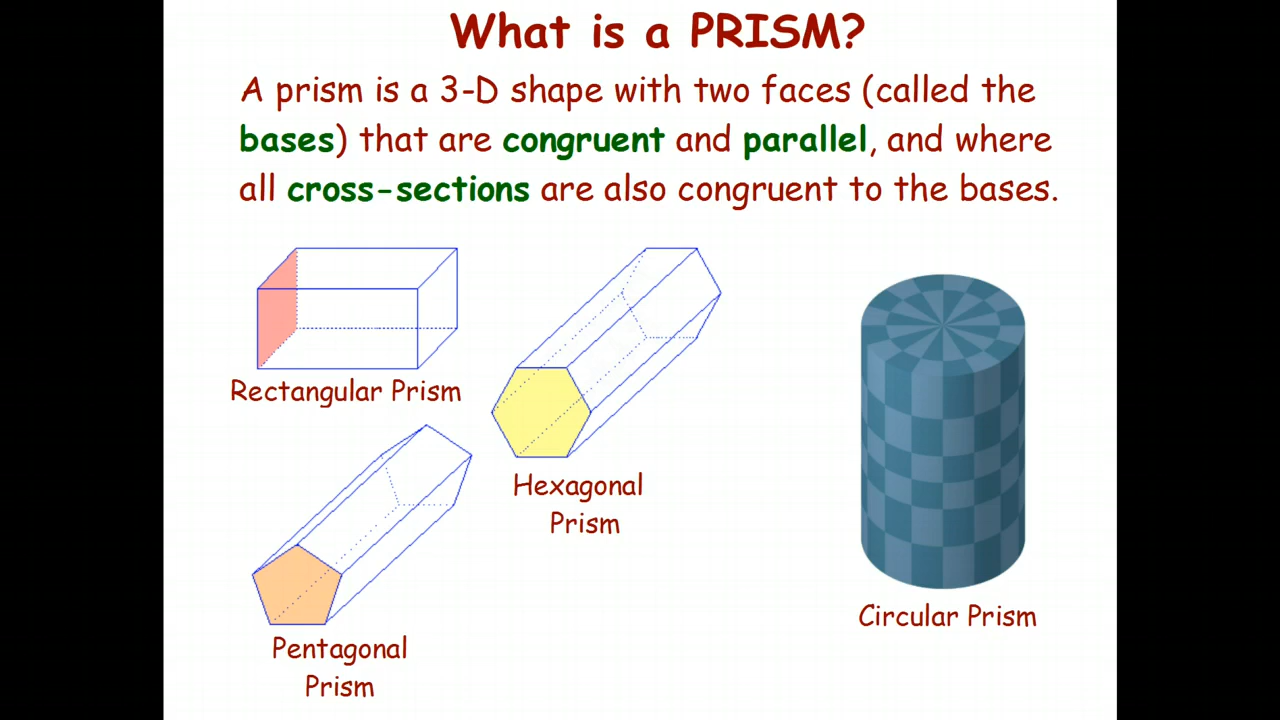 What is a PRISM?
A prism is a 3-D shape with two faces (called the
bases) that are congruent and parallel, and where
all cross-sections are also congruent to the bases.
Rectangular Prism
Hexagonal
Prism
Circular Prism
Pentagonal
Prism